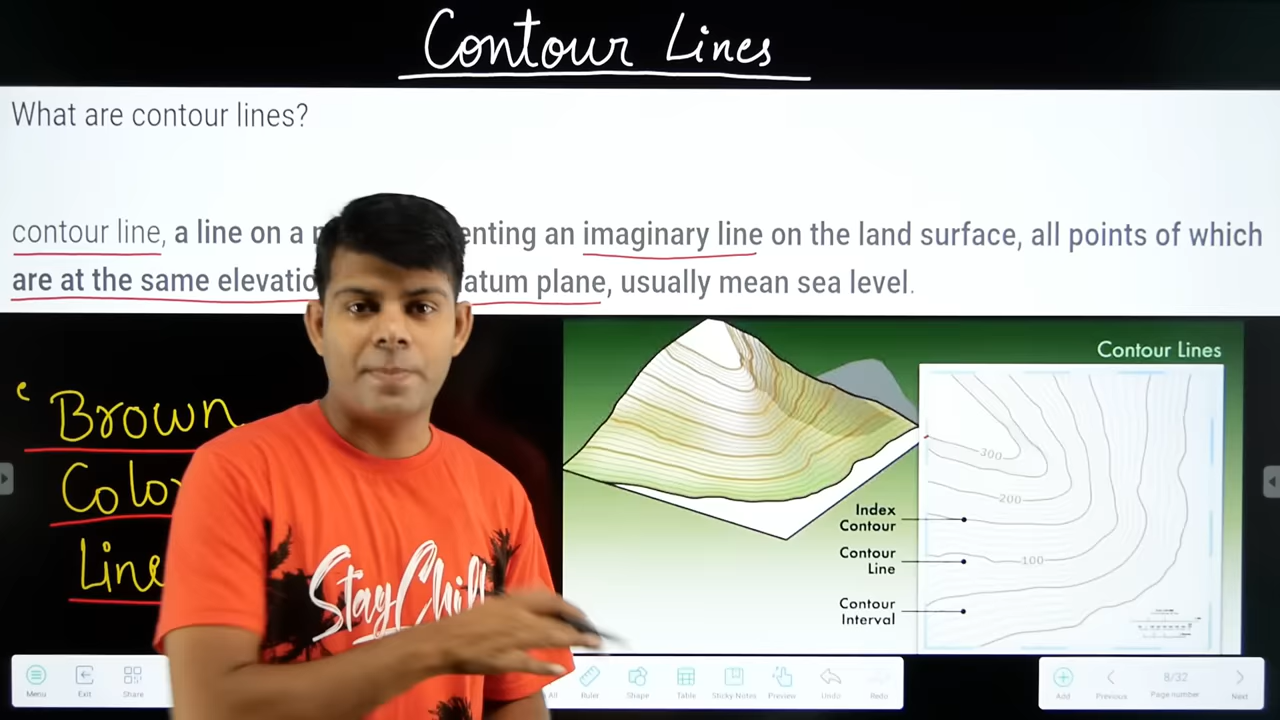 Contour Lines
What are contour lines?
contour line, a line on a enting an imaginary line on the land surface, all points of which
are at the same elevatio atum plane, usually mean sea level.
Brown
Colo
Line
Contour Lines
300
200
Index
Contour
Contour
Line
100
Contour
Interval
Stay Chill
Menu Exit Share All Ruler Shape Table Sticky Notes Preview Undo Redo Add Previous 8/32 Page number Next